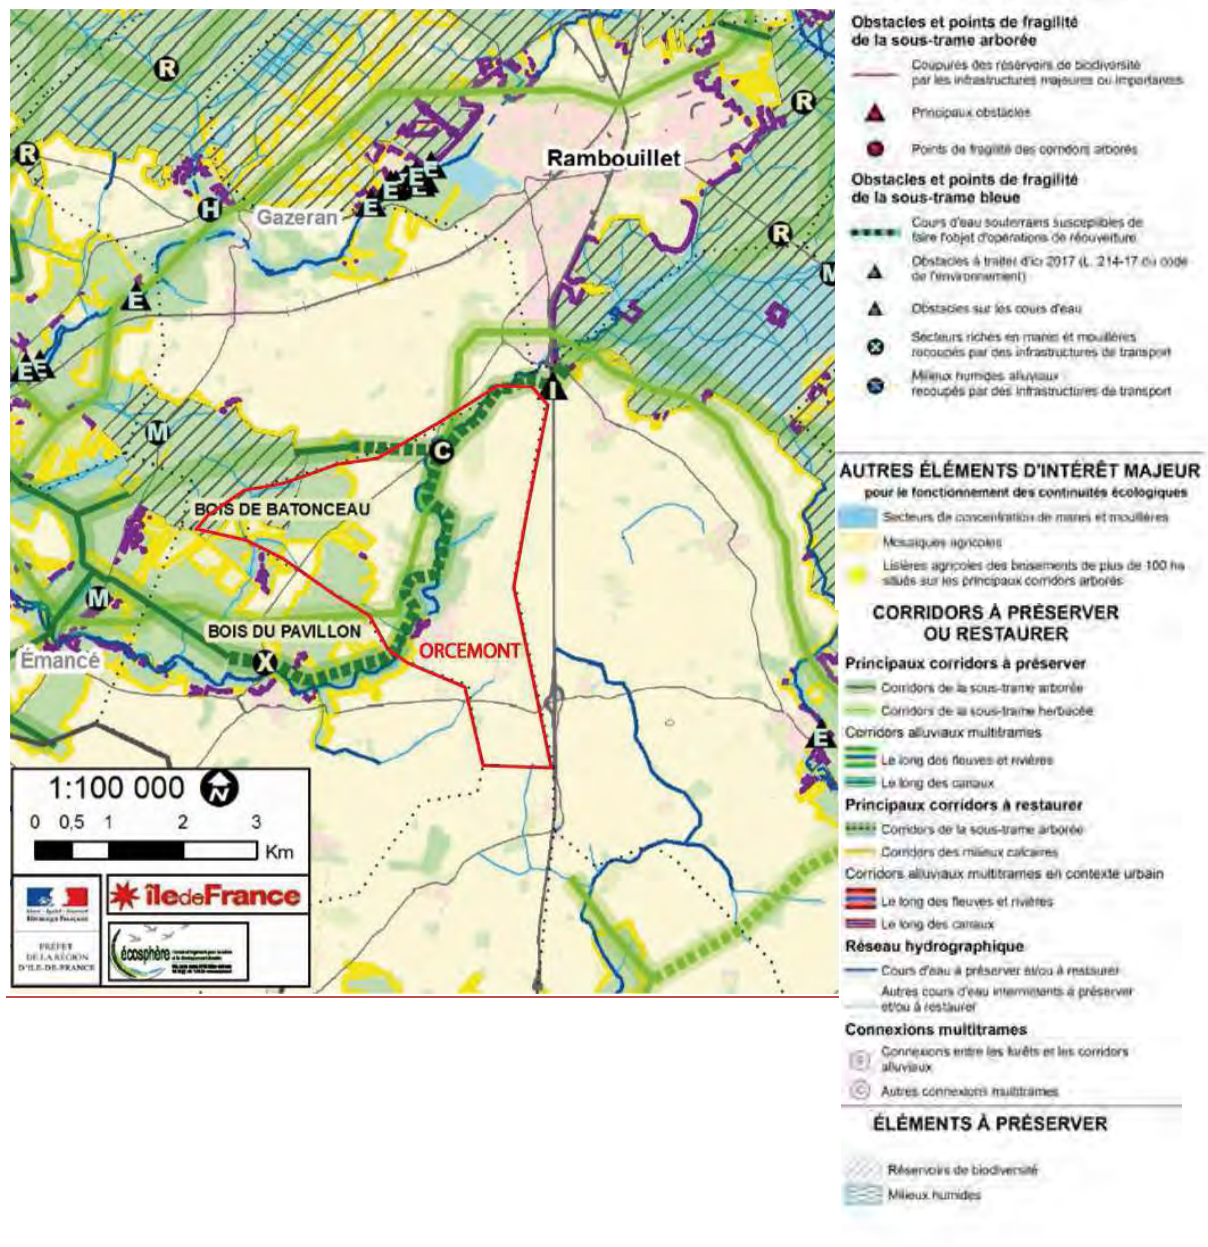 R
R
R
Rambouillet
E
E
E
E
H
Gazeran
R
M
E
E
E
I
M
C
BOIS DE BATONCEAU
M
BOIS DU PAVILLON
Émancé
X
ORCEMONT
E
1:100 000
N
0 0,5 1 2 3
Km
île de France
PRÉFET
DE LA RÉGION
D'ILE-DE-FRANCE
écosphère
Obstacles et points de fragilité
de la sous-trame arborée
Coupures des réservoirs de biodiversité
par les infrastructures majeures ou importantes
Principaux obstacles
Points de fragilité des corridors arborés
Obstacles et points de fragilité
de la sous-trame bleue
Cours d'eau souterrains susceptibles de
faire l'objet d'opérations de réouverture
Obstacles à traiter d'ici 2017 (L. 214-17 du code
de l'environnement)
Obstacles sur les cours d'eau
Secteurs riches en mares et mouillères
recoupés par des infrastructures de transport
Milieux humides alluviaux
recoupés par des infrastructures de transport
AUTRES ÉLÉMENTS D'INTÉRÊT MAJEUR
pour le fonctionnement des continuités écologiques
Secteurs de concentration de mares et mouillères
Mosaïques agricoles
Lisières agricoles des boisements de plus de 100 ha
situés sur les principaux corridors arborés
CORRIDORS À PRÉSERVER
OU RESTAURER
Principaux corridors à préserver
Corridors de la sous-trame arborée
Corridors de la sous-trame herbacée
Corridors alluviaux multitrames
Le long des fleuves et rivières
Le long des canaux
Principaux corridors à restaurer
Corridors de la sous-trame arborée
Corridors des milieux calcaires
Corridors alluviaux multitrames en contexte urbain
Le long des fleuves et rivières
Le long des canaux
Réseau hydrographique
Cours d'eau à préserver et/ou à restaurer
Autres cours d'eau intermittents à préserver
et/ou à restaurer
Connexions multitrames
Connexions entre les forêts et les corridors
alluviaux
Autres connexions multitrames
ÉLÉMENTS À PRÉSERVER
Réservoirs de biodiversité
Milieux humides